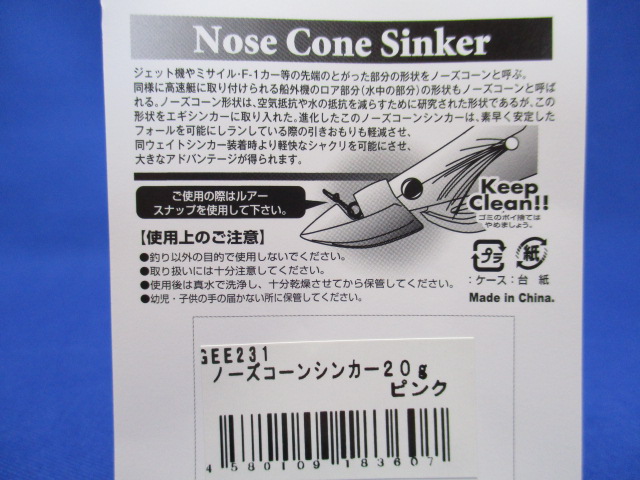 Nose Cone Sinker
ジェット機やミサイル・F-1カー等の先端のとがった部分の形状をノーズコーンと呼ぶ。
同様に高速艇に取り付けられる船外機のロア部分(水中の部分)の形状もノーズコーンと呼ば
れる。ノーズコーン形状は、空気抵抗や水の抵抗を減らすために研究された形状であるが、この
形状をエギシンカーに取り入れた。進化したこのノーズコーンシンカーは、素早く安定した
フォールを可能にしランしている際の引きおもりも軽減させ、
同ウェイトシンカー装着時より軽快なシャクリを可能にさせ、
大きなアドバンテージが得られます。
ご使用の際はルアー
スナップを使用して下さい。
Keep
Clean!!
ゴミのポイ捨ては
やめましょう。
【使用上のご注意】
●釣り以外の目的で使用しないでください。
●取り扱いには十分注意してください。
●使用後は真水で洗浄し、十分乾燥させてから保管してください。
●幼児・子供の手の届かない所に保管してください。
プラ 紙
:ケース :台 紙
Made in China.
GEE231
ノーズコーンシンカー20g
ピンク
4 580109 183607